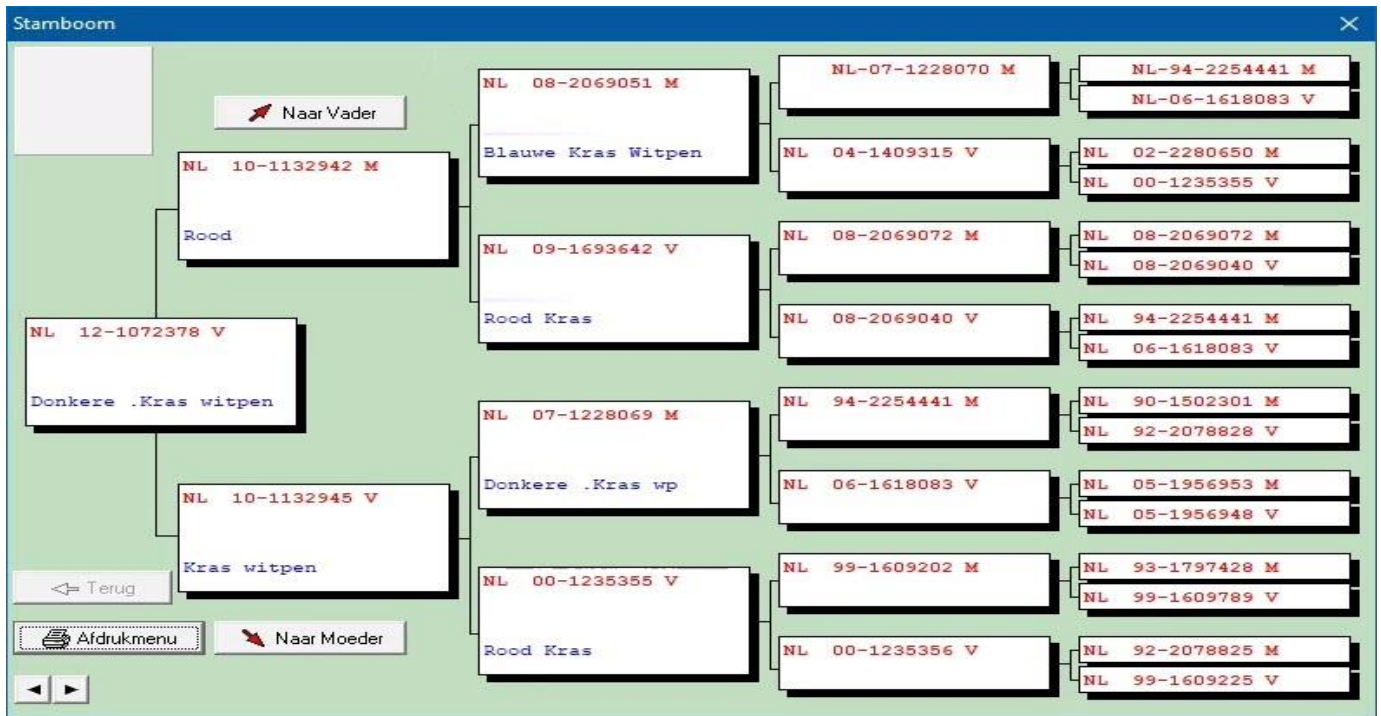 Stamboom
Naar Vader
NL 12-1072378 V
Donkere .Kras witpen
Terug
Afdrukmenu
Naar Moeder
NL 10-1132942 M
Rood
NL 10-1132945 V
Kras witpen
NL 08-2069051 M
Blauwe Kras Witpen
NL 09-1693642 V
Rood Kras
NL 07-1228069 M
Donkere .Kras wp
NL 00-1235355 V
Rood Kras
NL-07-1228070 M
NL 04-1409315 V
NL 08-2069072 M
NL 08-2069040 V
NL 94-2254441 M
NL 06-1618083 V
NL 99-1609202 M
NL 00-1235356 V
NL-94-2254441 M
NL-06-1618083 V
NL 02-2280650 M
NL 00-1235355 V
NL 08-2069072 M
NL 08-2069040 V
NL 94-2254441 M
NL 06-1618083 V
NL 90-1502301 M
NL 92-2078828 V
NL 05-1956953 M
NL 05-1956948 V
NL 93-1797428 M
NL 99-1609789 V
NL 92-2078825 M
NL 99-1609225 V